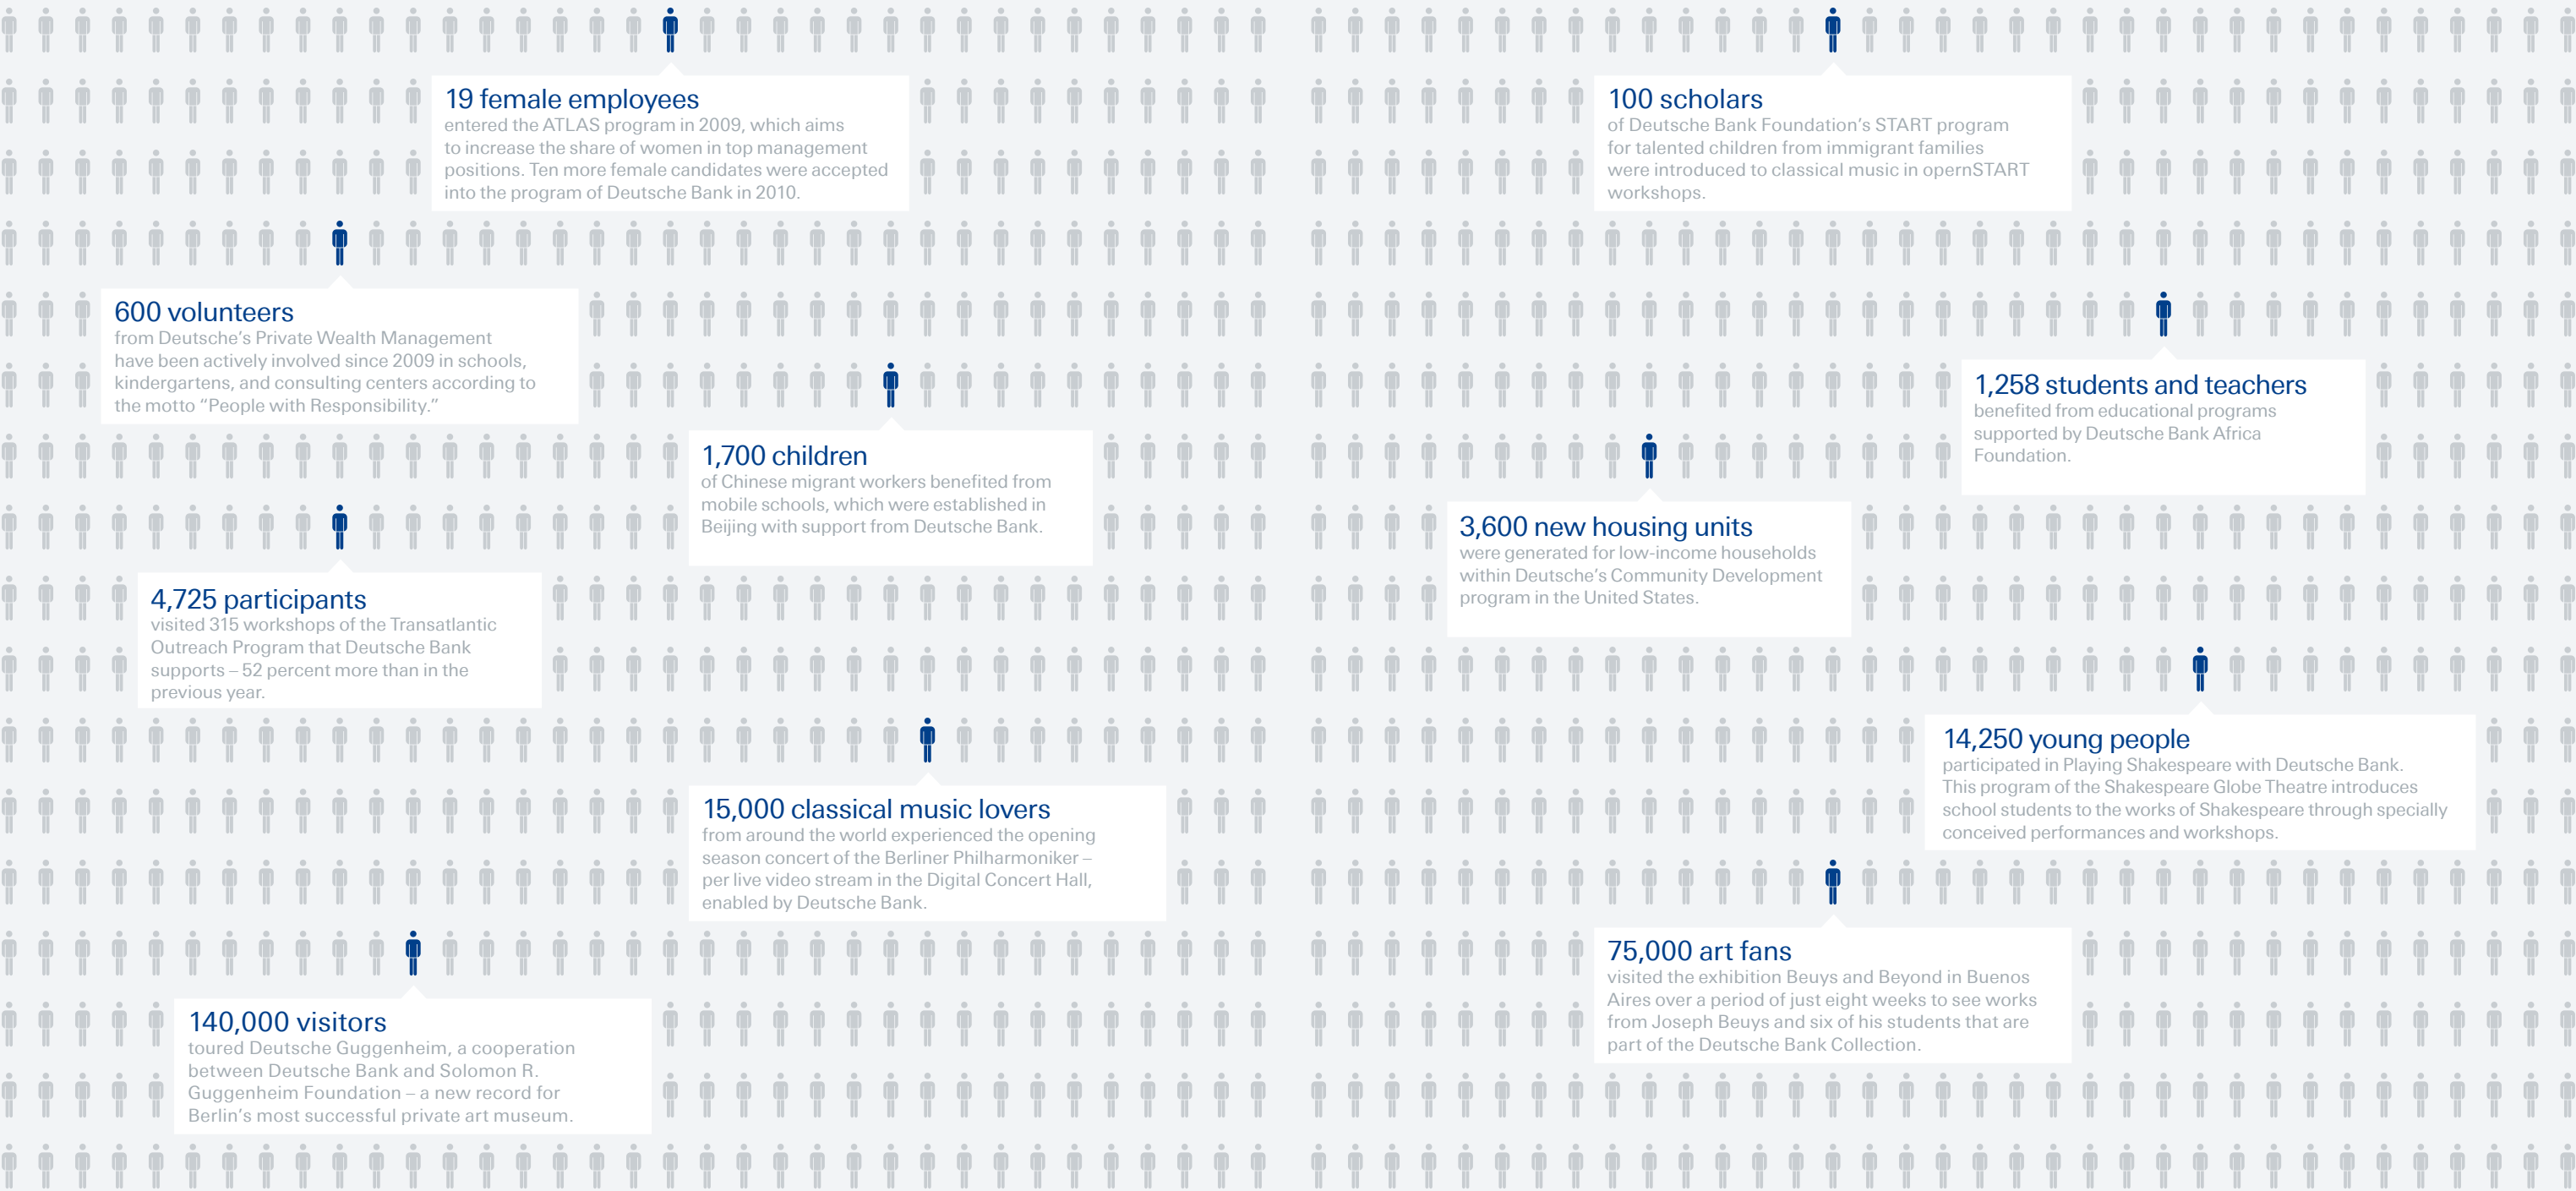 19 female employees
entered the ATLAS program in 2009, which aims
to increase the share of women in top management
positions. Ten more female candidates were accepted
into the program of Deutsche Bank in 2010.
600 volunteers
from Deutsche’s Private Wealth Management
have been actively involved since 2009 in schools,
kindergartens, and consulting centers according to
the motto “People with Responsibility.”
1,700 children
of Chinese migrant workers benefited from
mobile schools, which were established in
Beijing with support from Deutsche Bank.
4,725 participants
visited 315 workshops of the Transatlantic
Outreach Program that Deutsche Bank
supports – 52 percent more than in the
previous year.
15,000 classical music lovers
from around the world experienced the opening
season concert of the Berliner Philharmoniker –
per live video stream in the Digital Concert Hall,
enabled by Deutsche Bank.
140,000 visitors
toured Deutsche Guggenheim, a cooperation
between Deutsche Bank and Solomon R.
Guggenheim Foundation – a new record for
Berlin’s most successful private art museum.
100 scholars
of Deutsche Bank Foundation’s START program
for talented children from immigrant families
were introduced to classical music in opernSTART
workshops.
1,258 students and teachers
benefited from educational programs
supported by Deutsche Bank Africa
Foundation.
3,600 new housing units
were generated for low-income households
within Deutsche’s Community Development
program in the United States.
14,250 young people
participated in Playing Shakespeare with Deutsche Bank.
This program of the Shakespeare Globe Theatre introduces
school students to the works of Shakespeare through specially
conceived performances and workshops.
75,000 art fans
visited the exhibition Beuys and Beyond in Buenos
Aires over a period of just eight weeks to see works
from Joseph Beuys and six of his students that are
part of the Deutsche Bank Collection.